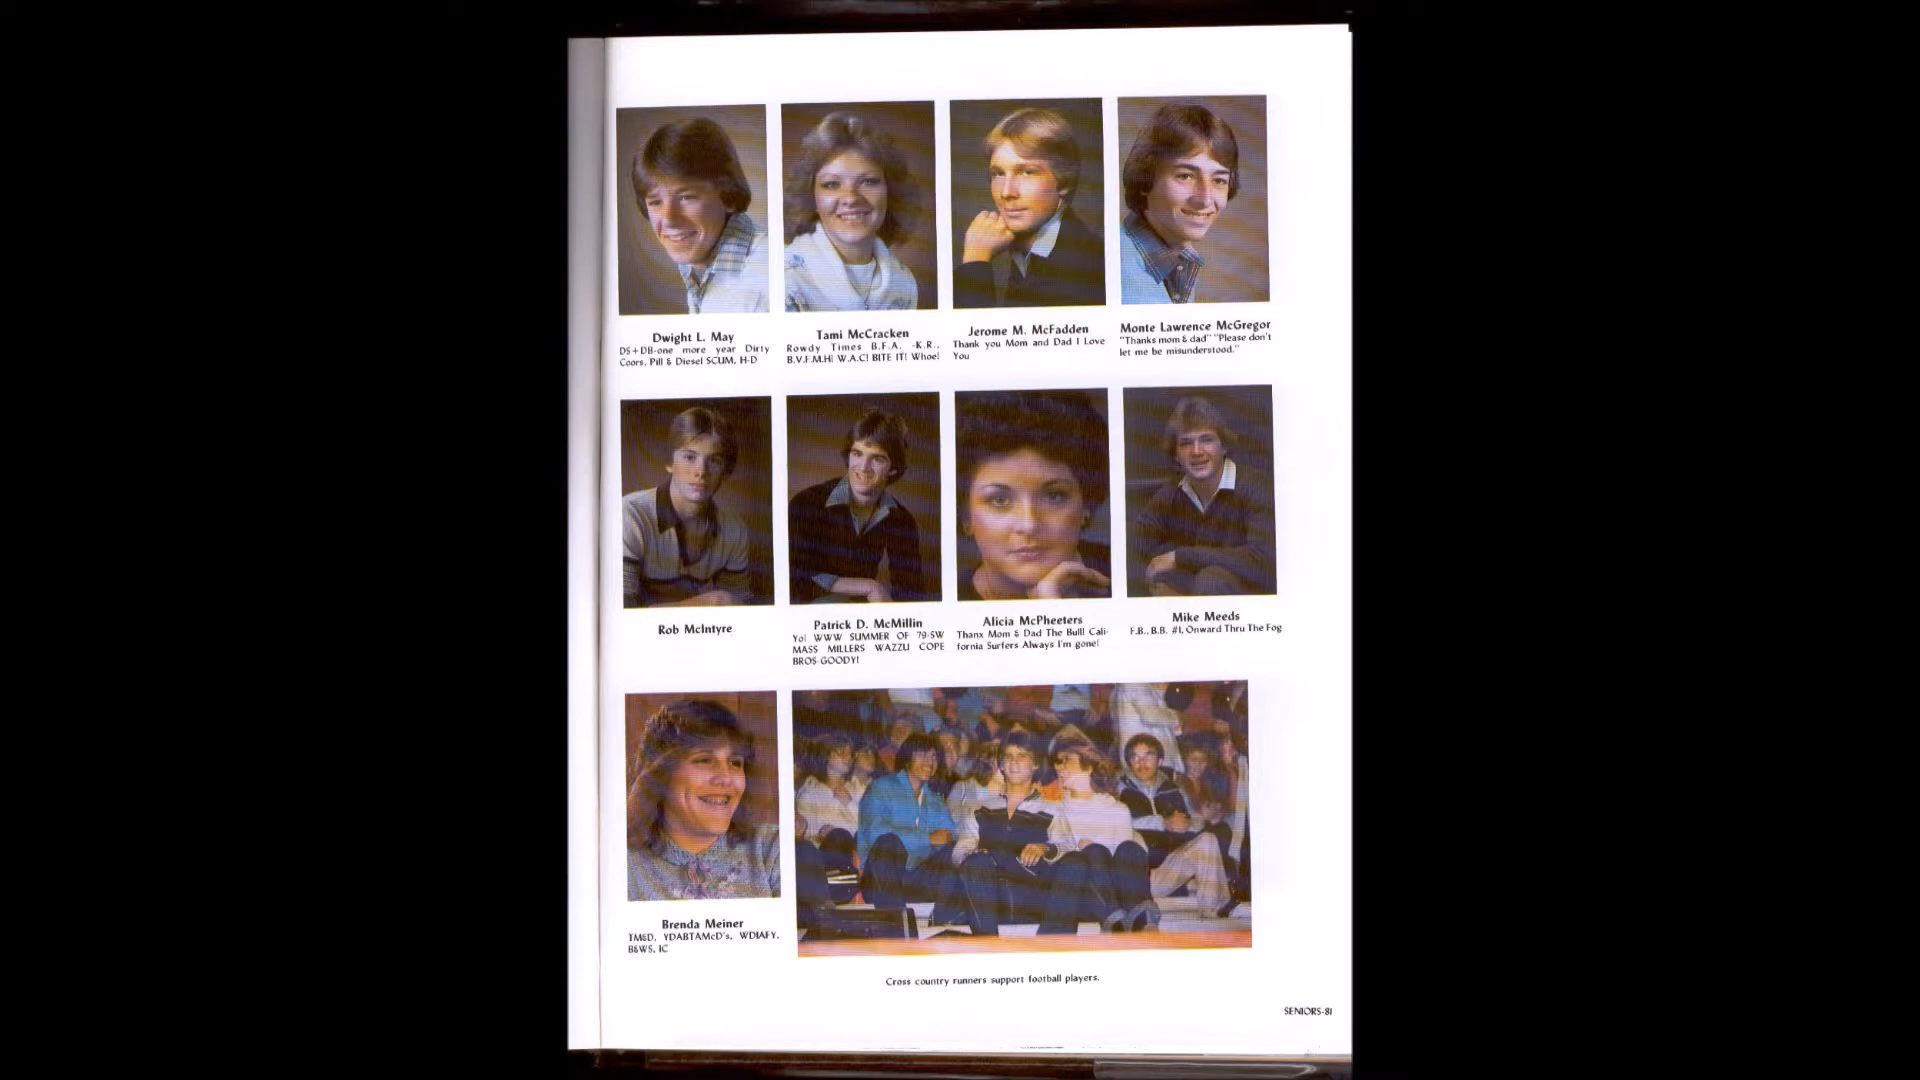 Dwight L. May
DS+DB-one more year Dirty
Coors, Pill & Diesel SCUM, H-D
Tami McCracken
Rowdy Times B.F.A. -K.R.,
B.V.F.M.H! W.A.C! BITE IT! Whoe!
Jerome M. McFadden
Thank you Mom and Dad I Love
You
Monte Lawrence McGregor
"Thanks mom & dad" "Please don't
let me be misunderstood."
Rob McIntyre
Patrick D. McMillin
Yo! WWW SUMMER OF 79-SW
MASS MILLERS WAZZU COPE
BROS-GOODY!
Alicia McPheeters
Thanx Mom & Dad The Bull! Cali-
fornia Surfers Always I'm gone!
Mike Meeds
F.B., B.B. #1, Onward Thru The Fog
Brenda Meiner
TM&D, YDABTAMcD's, WDIAFY,
B&WS, IC
Cross country runners support football players.
SENIORS-81